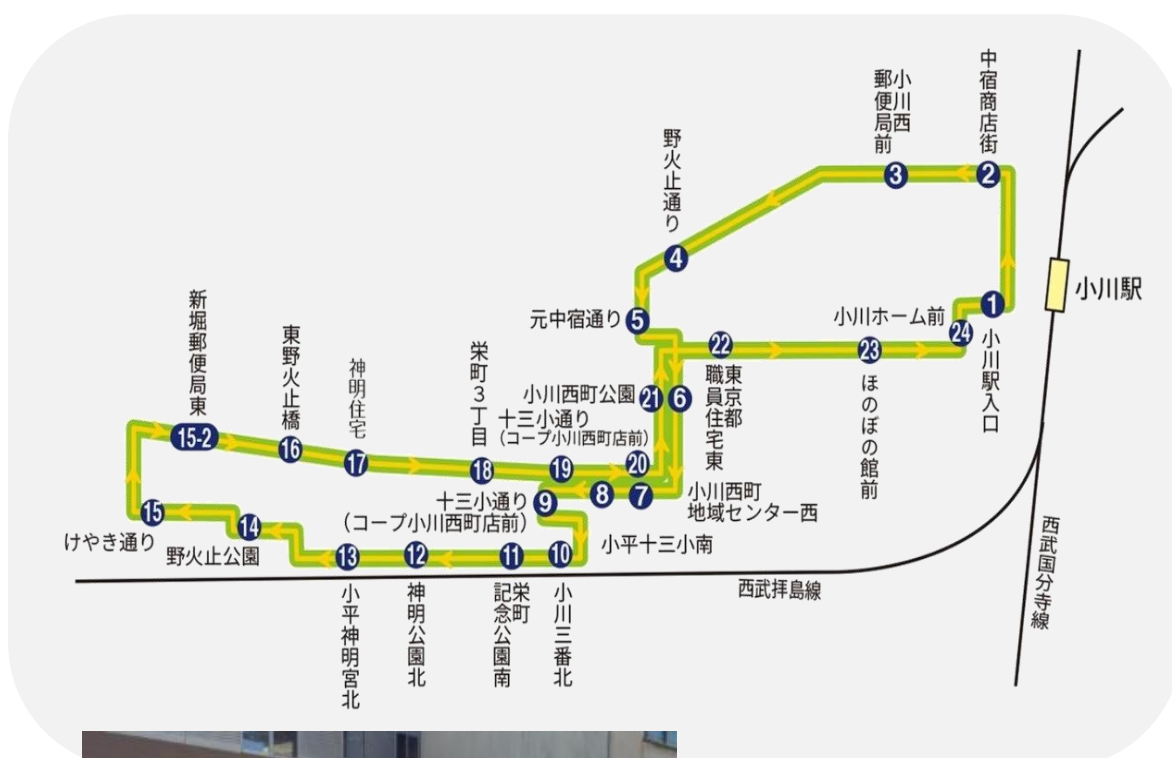 中宿商店街
小川西
郵便局前
野火止通り
小川駅
元中宿通り
小川ホーム前
小川駅入口
新堀郵便局東
東野火止橋
神明住宅
栄町3丁目
小川西町公園
十三小通り
(コープ小川西町店前)
東京都
職員住宅東
ほのぼの館前
十三小通り
(コープ小川西町店前)
小川西町
地域センター西
けやき通り
野火止公園
小平十三小南
小平神明宮北
神明公園北
栄町
記念公園南
小川三番北
西武拝島線
西武国分寺線
1
2
3
4
5
6
7
8
9
10
11
12
13
14
15
15-2
16
17
18
19
20
21
22
23
24